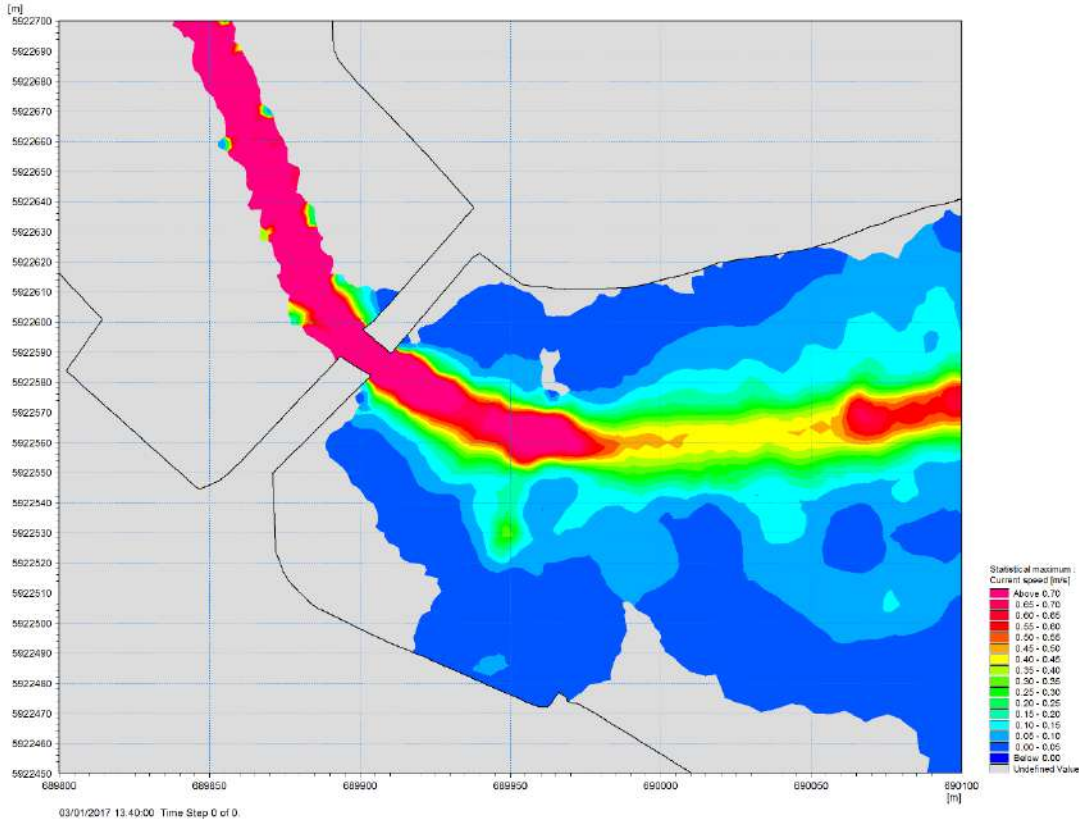 [m]
5922700
5922690
5922680
5922670
5922660
5922650
5922640
5922630
5922620
5922610
5922600
5922590
5922580
5922570
5922560
5922550
5922540
5922530
5922520
5922510
5922500
5922490
5922480
5922470
5922460
5922450
689800 689850 689900 689950 690000 690050 690100
[m]
Statistical maximum :
Current speed [m/s]
Above 0.70
0.65 - 0.70
0.60 - 0.65
0.55 - 0.60
0.50 - 0.55
0.45 - 0.50
0.40 - 0.45
0.35 - 0.40
0.30 - 0.35
0.25 - 0.30
0.20 - 0.25
0.15 - 0.20
0.10 - 0.15
0.05 - 0.10
0.00 - 0.05
Below 0.00
Undefined Value
03/01/2017 13:40:00 Time Step 0 of 0.